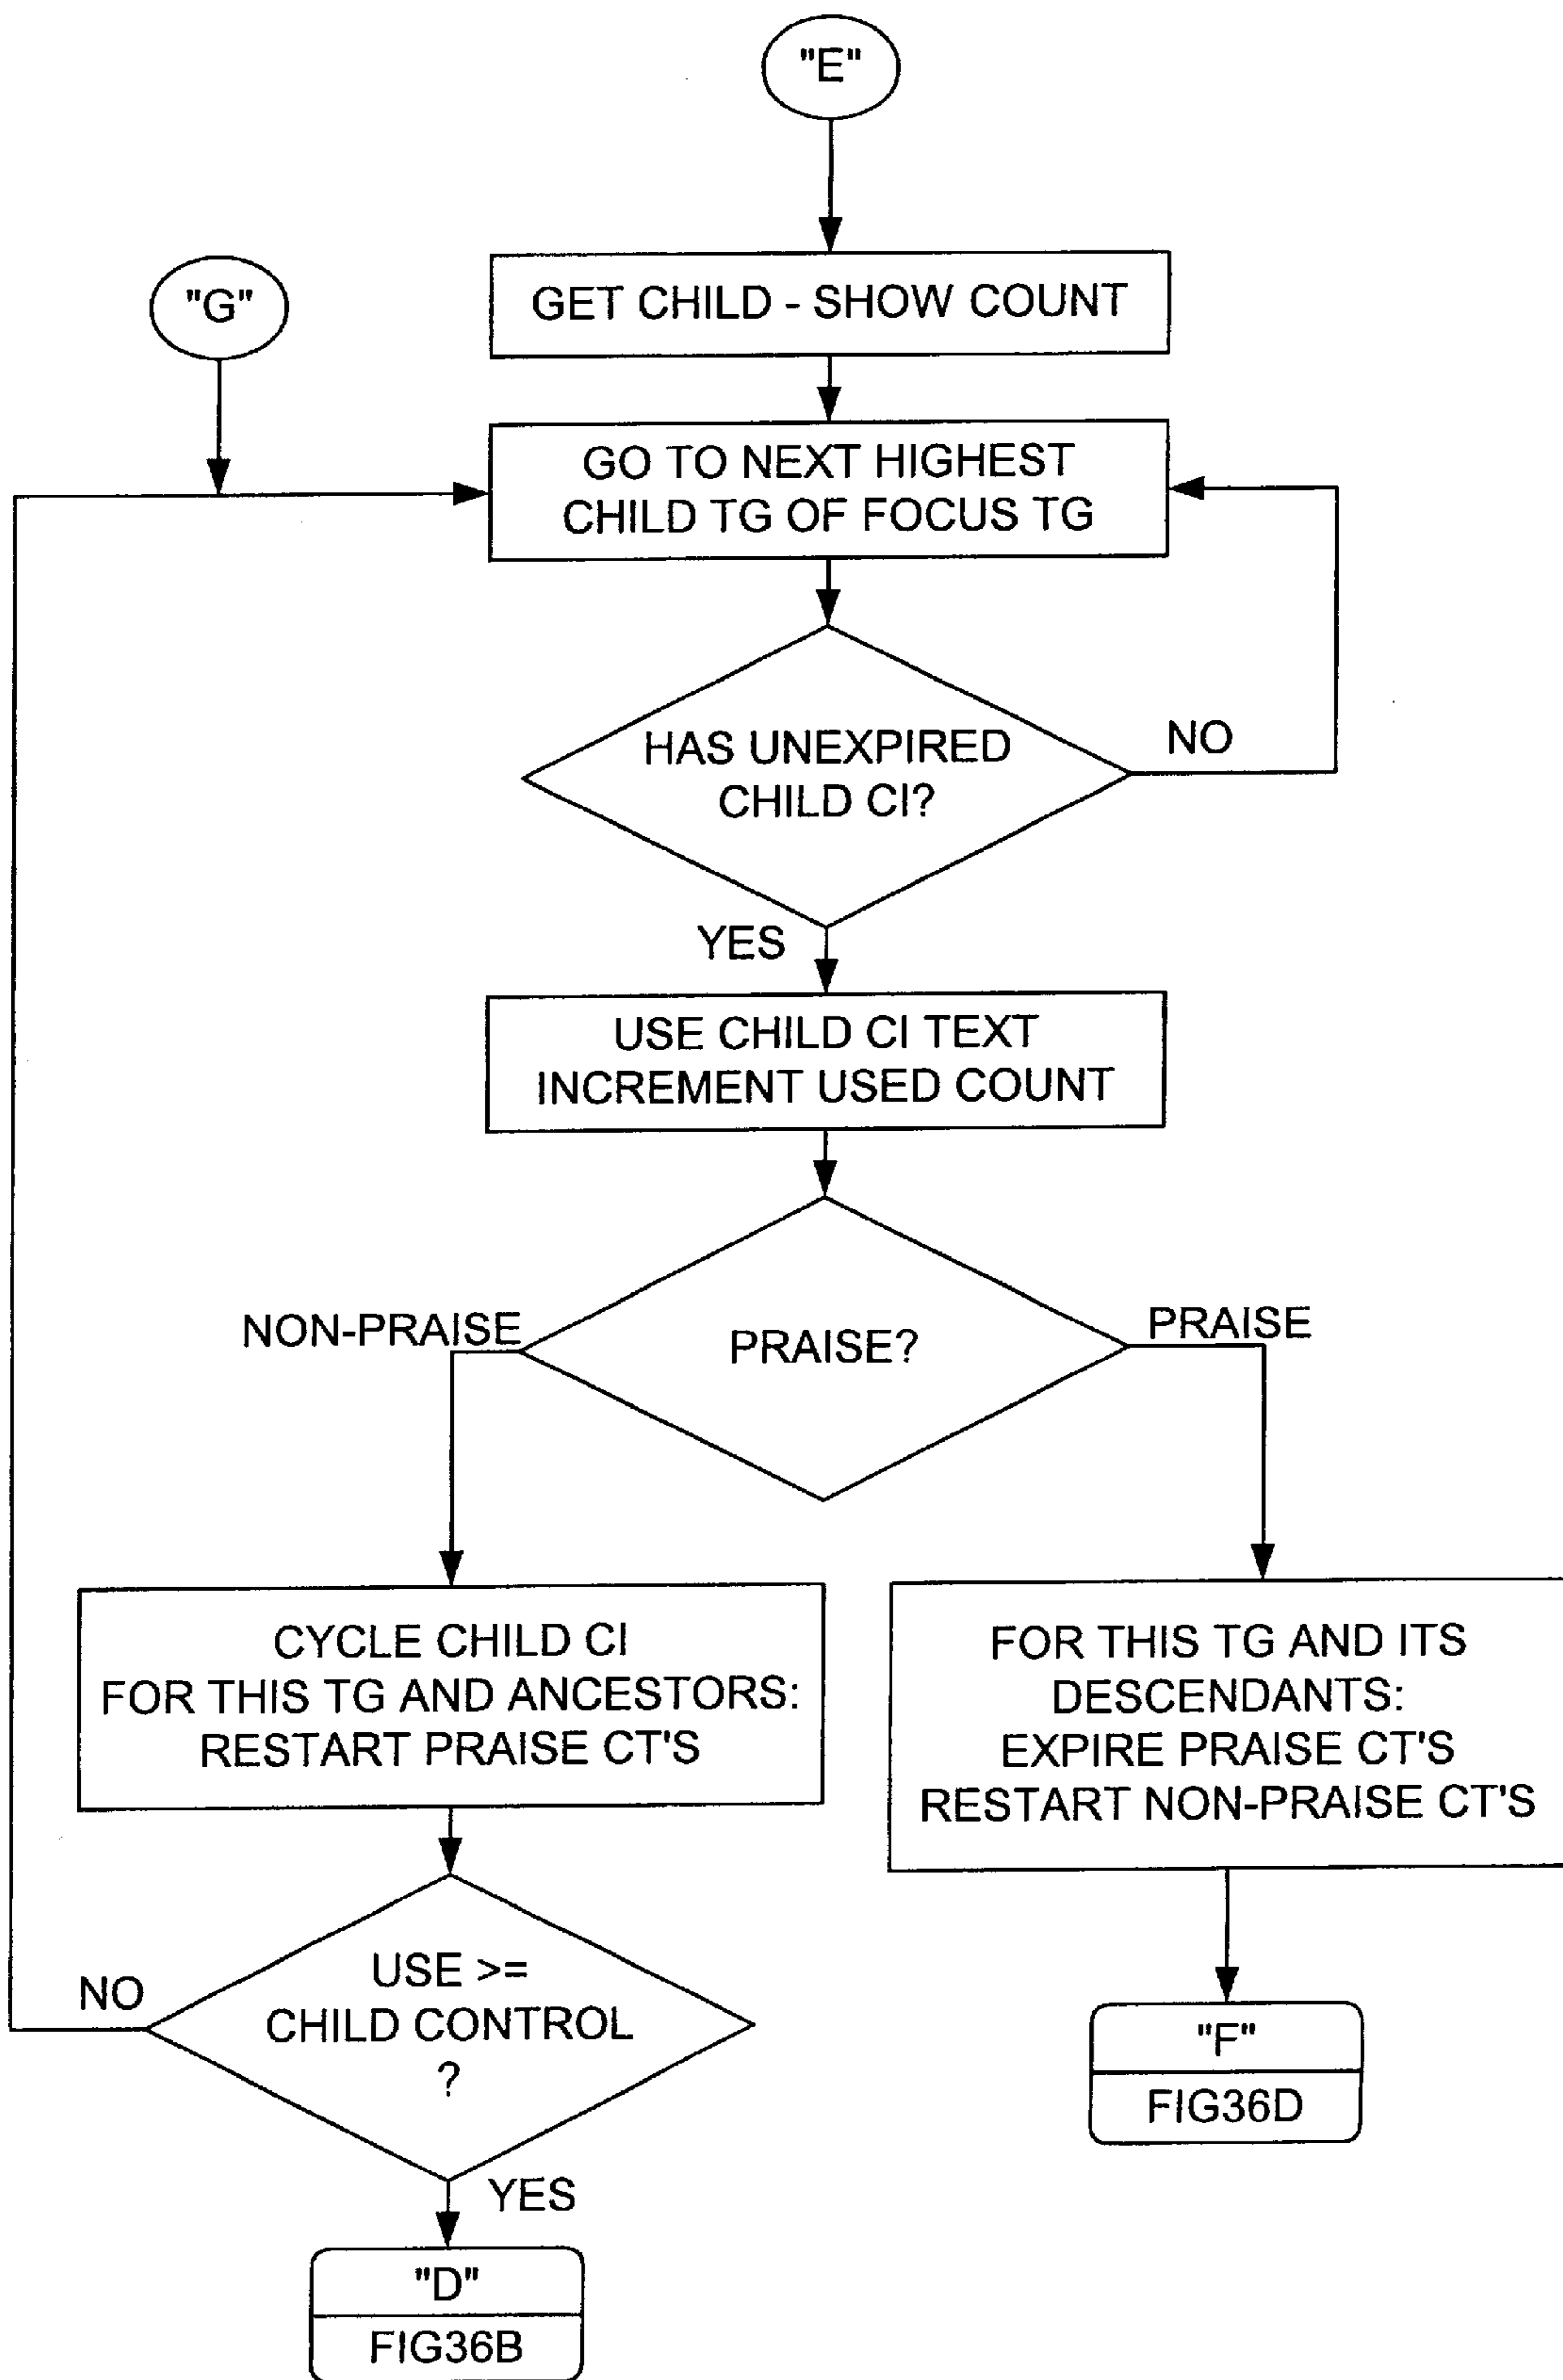 "E"
"G"
GET CHILD - SHOW COUNT
GO TO NEXT HIGHEST
CHILD TG OF FOCUS TG
HAS UNEXPIRED
CHILD CI?
NO
YES
USE CHILD CI TEXT
INCREMENT USED COUNT
NON-PRAISE
PRAISE?
PRAISE
CYCLE CHILD CI
FOR THIS TG AND ANCESTORS:
RESTART PRAISE CT'S
FOR THIS TG AND ITS
DESCENDANTS:
EXPIRE PRAISE CT'S
RESTART NON-PRAISE CT'S
NO
USE >=
CHILD CONTROL
?
YES
"F"
FIG36D
"D"
FIG36B